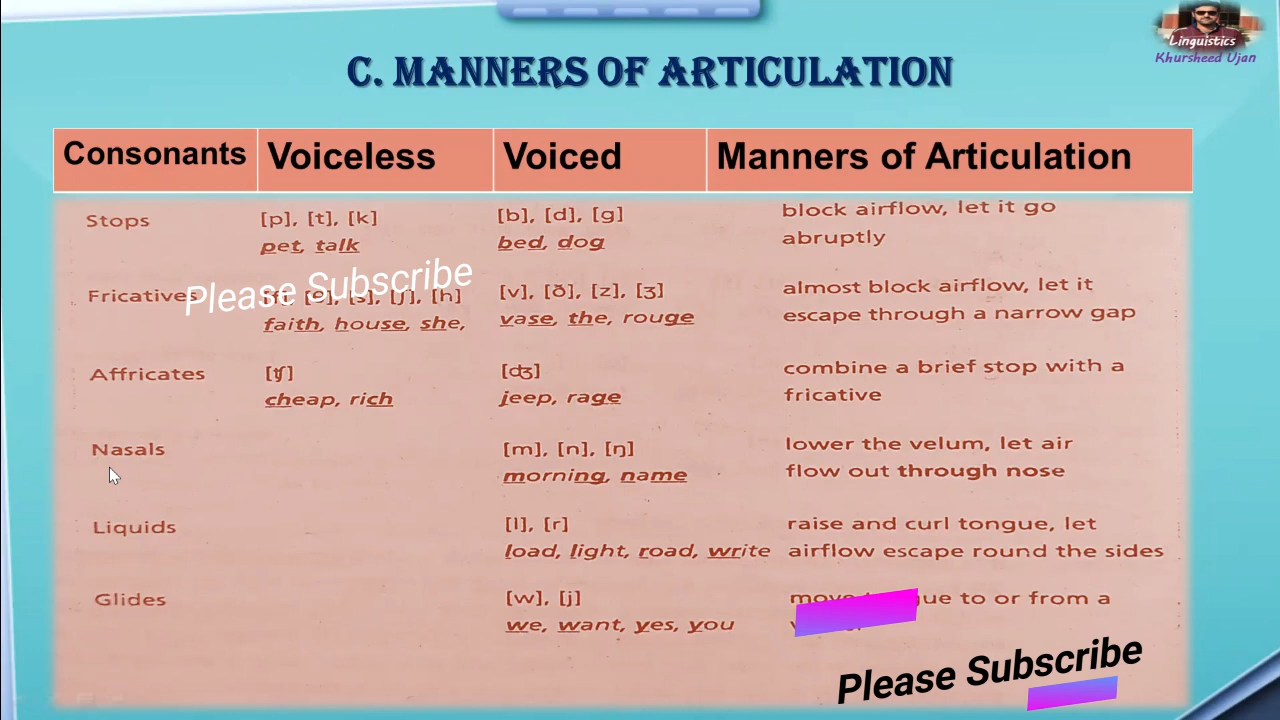 Linguistics
Khursheed Ujan
C. MANNERS OF ARTICULATION
Consonants Voiceless Voiced Manners of Articulation
Stops [p], [t], [k] [b], [d], [g] block airflow, let it go
pet, talk bed, dog abruptly
Please Subscribe
Fricatives [s], [ʃ], [h] [v], [ð], [z], [ʒ] almost block airflow, let it
faith, house, she, vase, the, rouge escape through a narrow gap
Affricates [ʧ] [ʤ] combine a brief stop with a
cheap, rich jeep, rage fricative
Nasals [m], [n], [ŋ] lower the velum, let air
morning, name flow out through nose
Liquids [l], [r] raise and curl tongue, let
load, light, road, write airflow escape round the sides
Glides [w], [j] move to or from a
we, want, yes, you
Please Subscribe